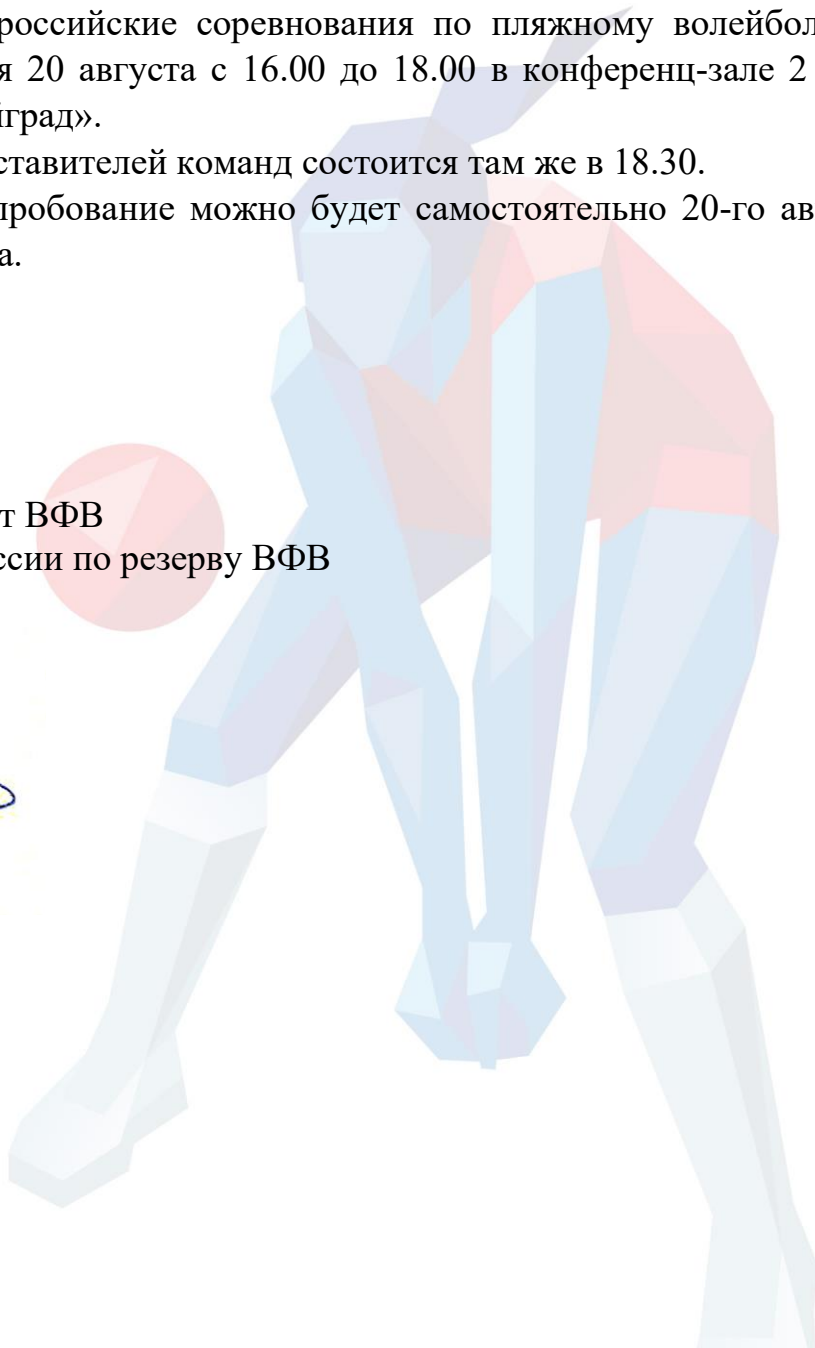 российские соревнования по пляжному волейбол
я 20 августа с 16.00 до 18.00 в конференц-зале 2
йград».
ставителей команд состоится там же в 18.30.
пробование можно будет самостоятельно 20-го ав
а.
т ВФВ
ссии по резерву ВФВ